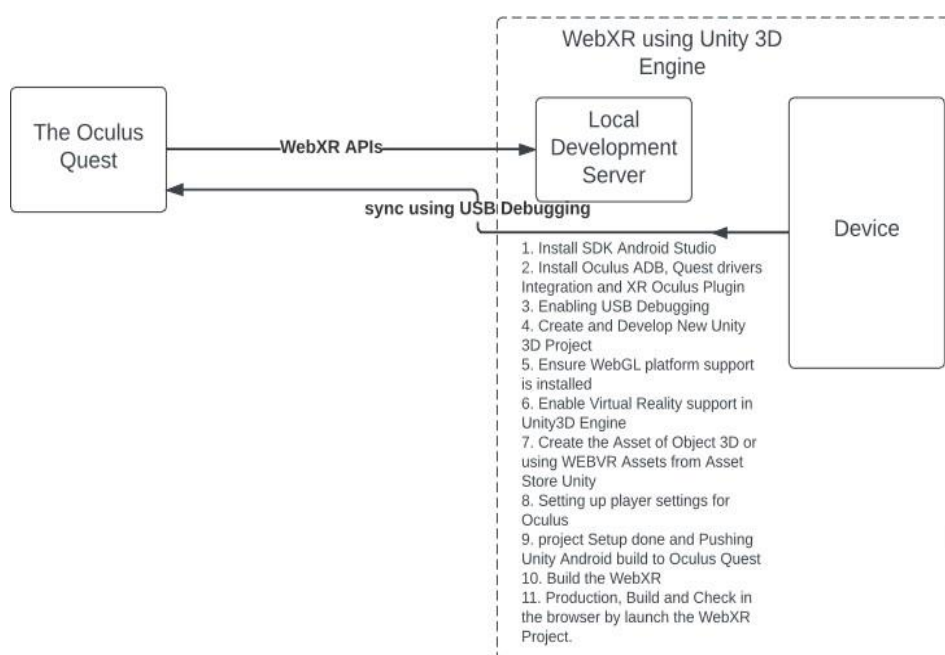 WebXR using Unity 3D
Engine
The Oculus
Quest
WebXR APIs
Local
Development
Server
sync using USB Debugging
Device
1. Install SDK Android Studio
2. Install Oculus ADB, Quest drivers
Integration and XR Oculus Plugin
3. Enabling USB Debugging
4. Create and Develop New Unity
3D Project
5. Ensure WebGL platform support
is installed
6. Enable Virtual Reality support in
Unity3D Engine
7. Create the Asset of Object 3D or
using WEBVR Assets from Asset
Store Unity
8. Setting up player settings for
Oculus
9. project Setup done and Pushing
Unity Android build to Oculus Quest
10. Build the WebXR
11. Production, Build and Check in
the browser by launch the WebXR
Project.